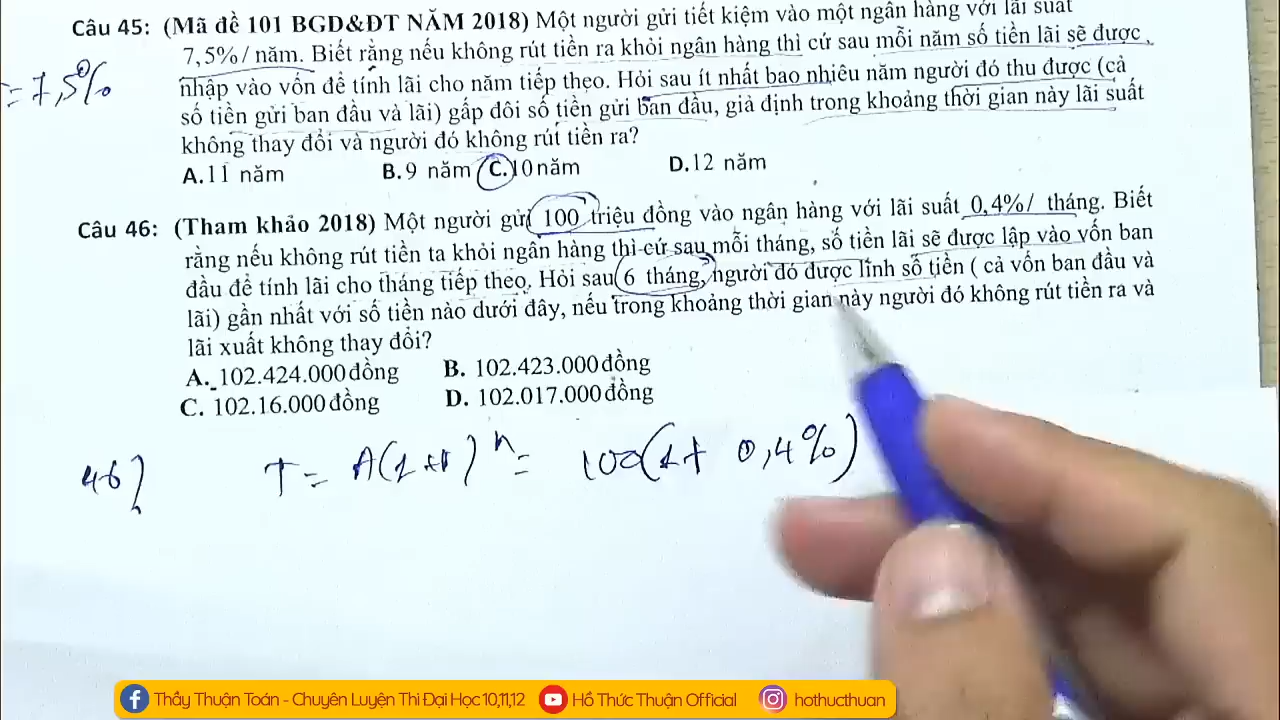 Câu 45: (Mã đề 101 BGD&ĐT NĂM 2018) Một người gửi tiết kiệm vào một ngân hàng với lãi suất
7,5%/ năm. Biết rằng nếu không rút tiền ra khỏi ngân hàng thì cứ sau mỗi năm số tiền lãi sẽ được
= 7,5%
nhập vào vốn để tính lãi cho năm tiếp theo. Hỏi sau ít nhất bao nhiêu năm người đó thu được (cả
số tiền gửi ban đầu và lãi) gấp đôi số tiền gửi ban đầu, giả định trong khoảng thời gian này lãi suất
không thay đổi và người đó không rút tiền ra?
A. 11 năm B. 9 năm C. 10 năm D. 12 năm
Câu 46: (Tham khảo 2018) Một người gửi 100 triệu đồng vào ngân hàng với lãi suất 0,4%/ tháng. Biết
rằng nếu không rút tiền ta khỏi ngân hàng thì cứ sau mỗi tháng, số tiền lãi sẽ được lập vào vốn ban
đầu để tính lãi cho tháng tiếp theo. Hỏi sau 6 tháng, người đó được lĩnh số tiền ( cả vốn ban đầu và
lãi) gần nhất với số tiền nào dưới đây, nếu trong khoảng thời gian này người đó không rút tiền ra và
lãi xuất không thay đổi?
A. 102.424.000 đồng B. 102.423.000 đồng
C. 102.16.000 đồng D. 102.017.000 đồng
46) T = A(1+r)^n = 100(1+ 0,4%)
Thầy Thuận Toán - Chuyên Luyện Thi Đại Học 10,11,12 Hồ Thức Thuận Official hothucthuan